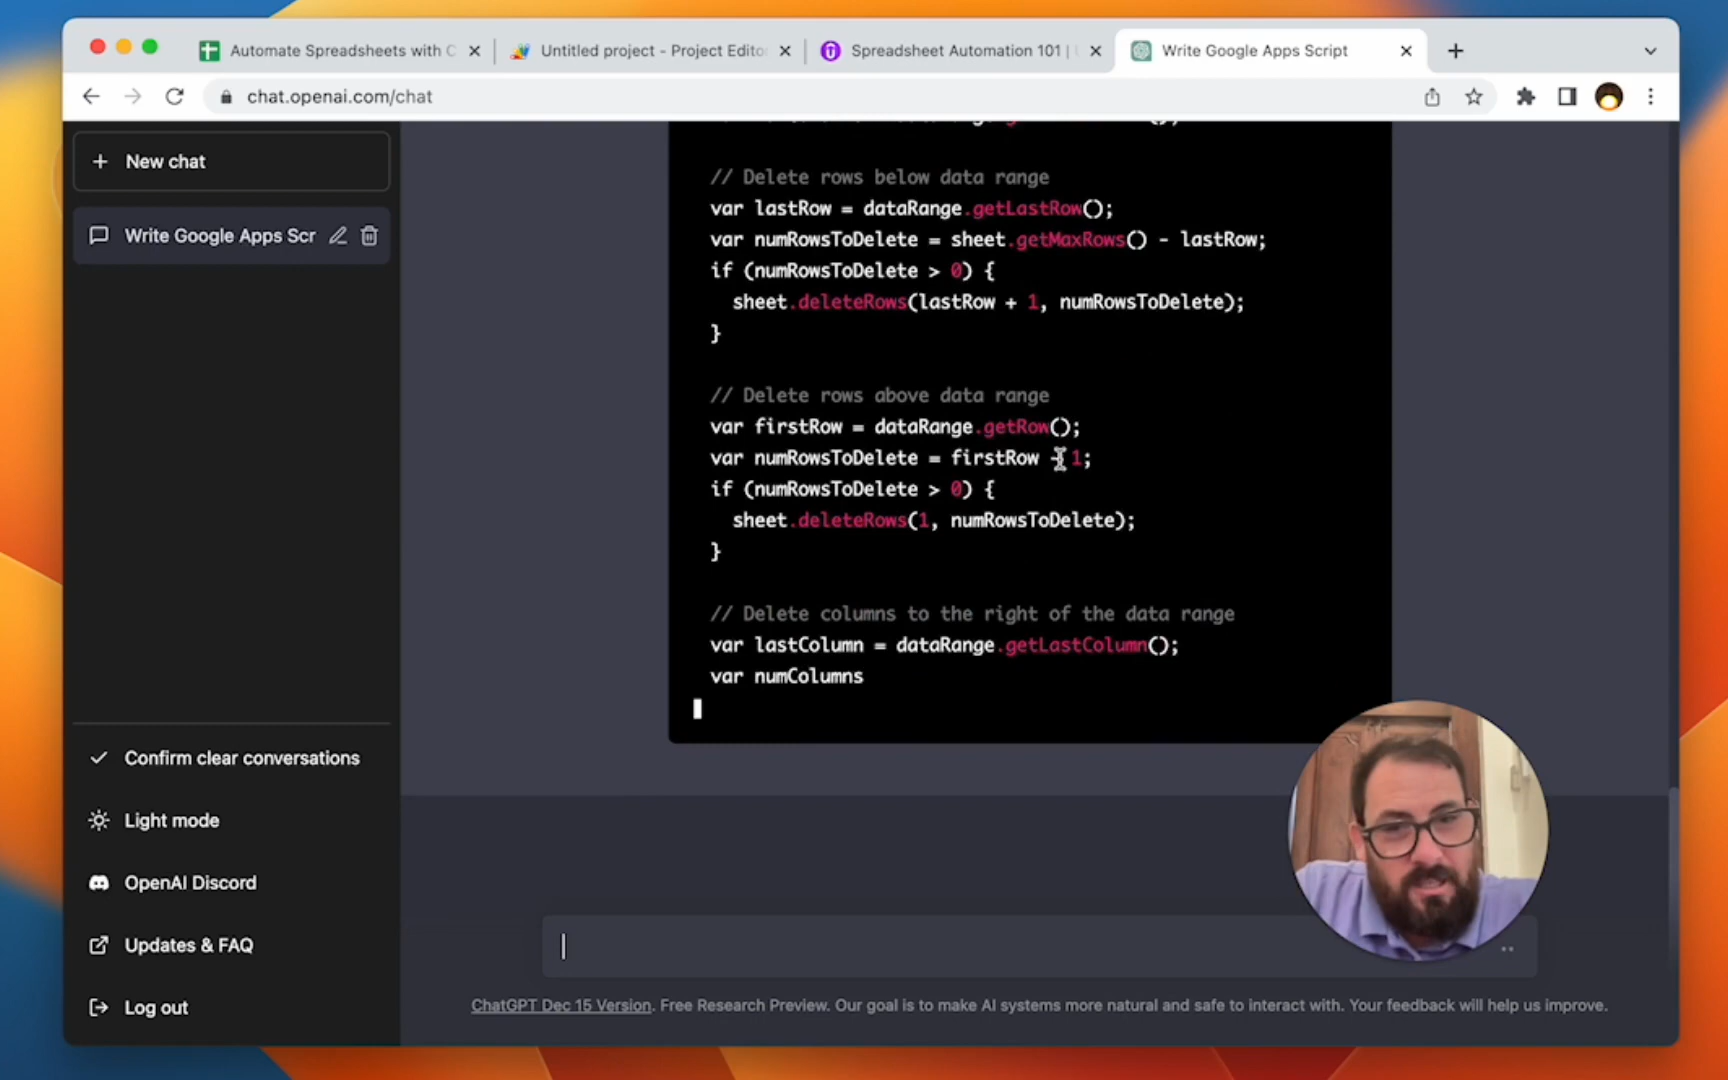 Automate Spreadsheets with C
Untitled project - Project Edito
Spreadsheet Automation 101 |
Write Google Apps Script
chat.openai.com/chat
New chat
Write Google Apps Scr
// Delete rows below data range
var lastRow = dataRange.getLastRow();
var numRowsToDelete = sheet.getMaxRows() - lastRow;
if (numRowsToDelete > 0) {
sheet.deleteRows(lastRow + 1, numRowsToDelete);
}
// Delete rows above data range
var firstRow = dataRange.getRow();
var numRowsToDelete = firstRow - 1;
if (numRowsToDelete > 0) {
sheet.deleteRows(1, numRowsToDelete);
}
// Delete columns to the right of the data range
var lastColumn = dataRange.getLastColumn();
var numColumns
Confirm clear conversations
Light mode
OpenAI Discord
Updates & FAQ
Log out
ChatGPT Dec 15 Version. Free Research Preview. Our goal is to make AI systems more natural and safe to interact with. Your feedback will help us improve.